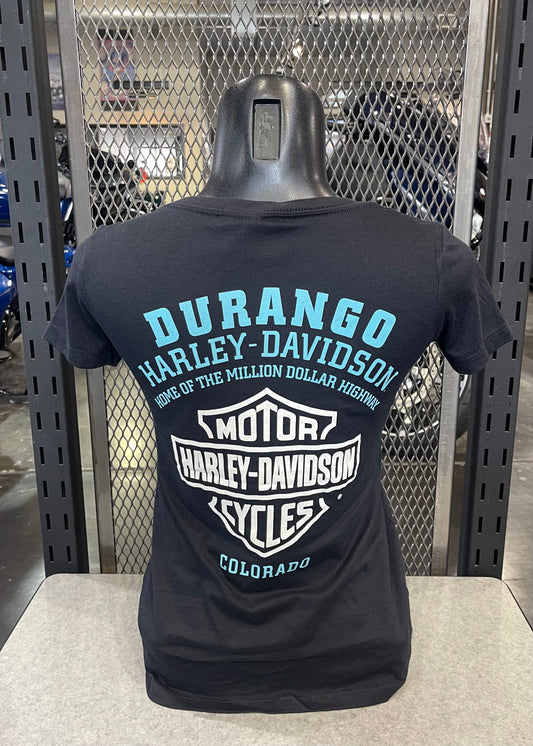 DURANGO
HARLEY-DAVIDSON
HOME OF THE MILLION DOLLAR HIGHWAY
MOTOR
HARLEY-DAVIDSON
CYCLES
®
COLORADO